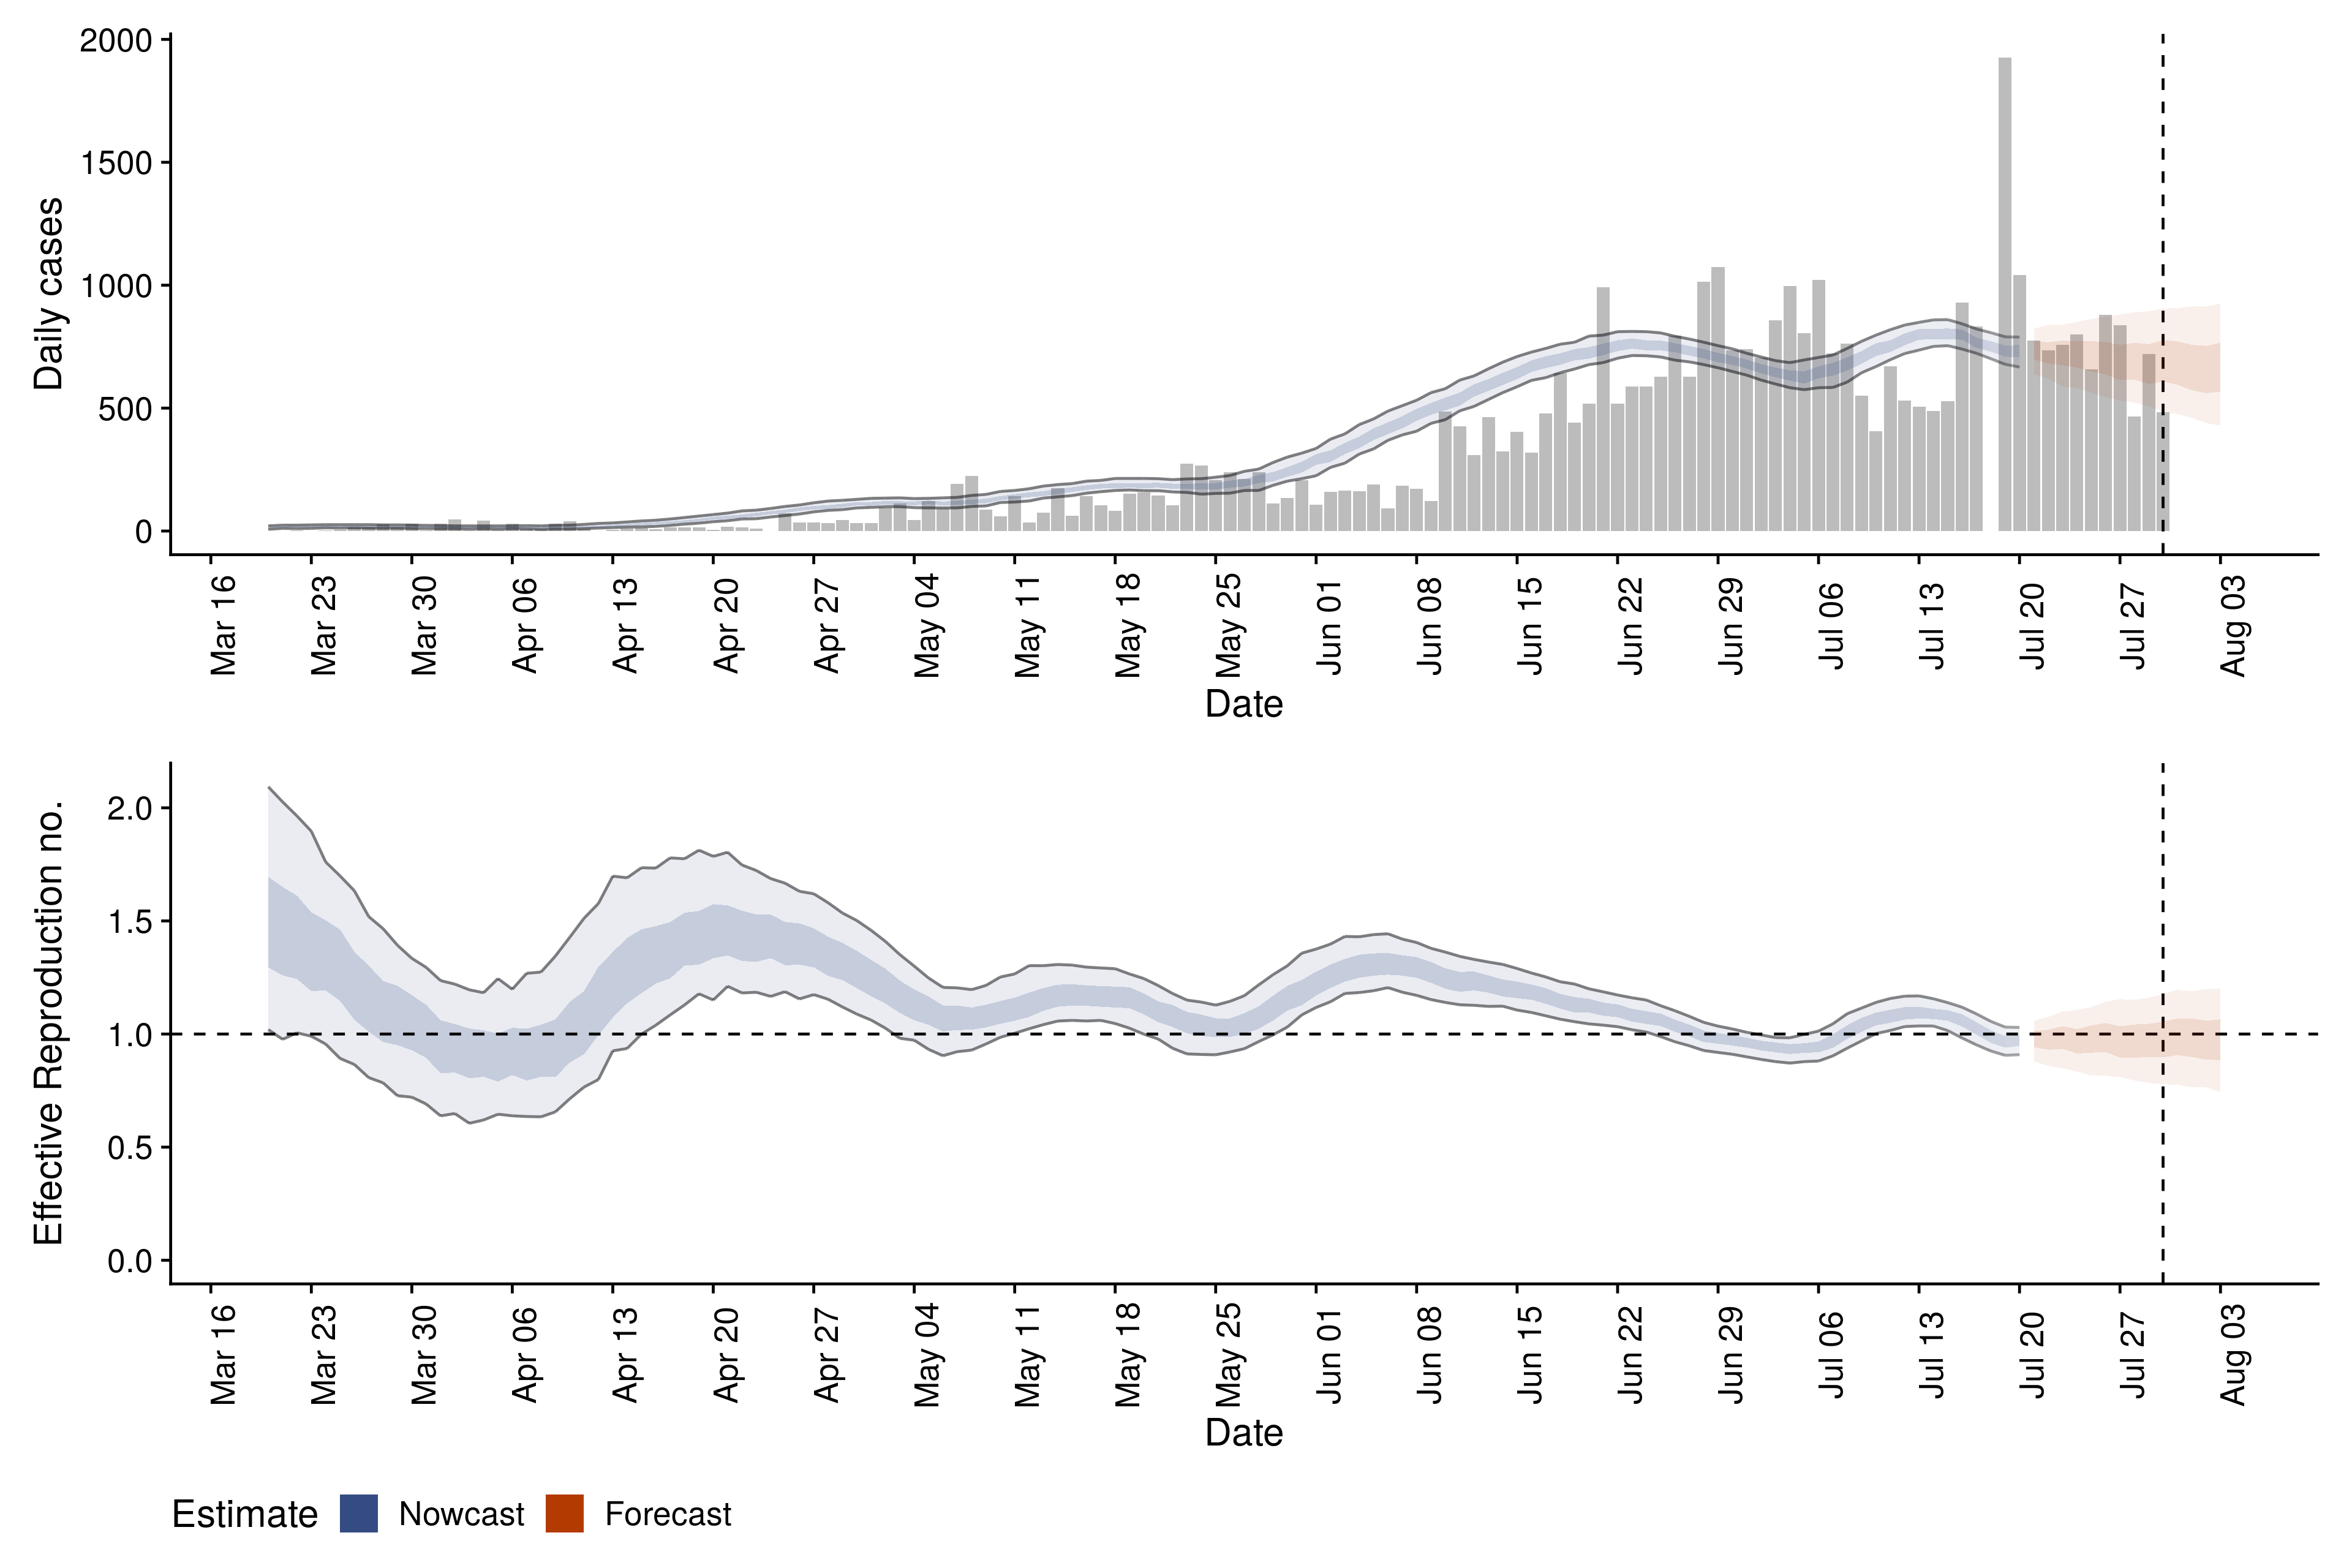 2000
1500
1000
500
0
Daily cases
Mar 16 Mar 23 Mar 30 Apr 06 Apr 13 Apr 20 Apr 27 May 04 May 11 May 18 May 25 Jun 01 Jun 08 Jun 15 Jun 22 Jun 29 Jul 06 Jul 13 Jul 20 Jul 27 Aug 03
Date
2.0
1.5
1.0
0.5
0.0
Effective Reproduction no.
Mar 16 Mar 23 Mar 30 Apr 06 Apr 13 Apr 20 Apr 27 May 04 May 11 May 18 May 25 Jun 01 Jun 08 Jun 15 Jun 22 Jun 29 Jul 06 Jul 13 Jul 20 Jul 27 Aug 03
Date
Estimate Nowcast Forecast